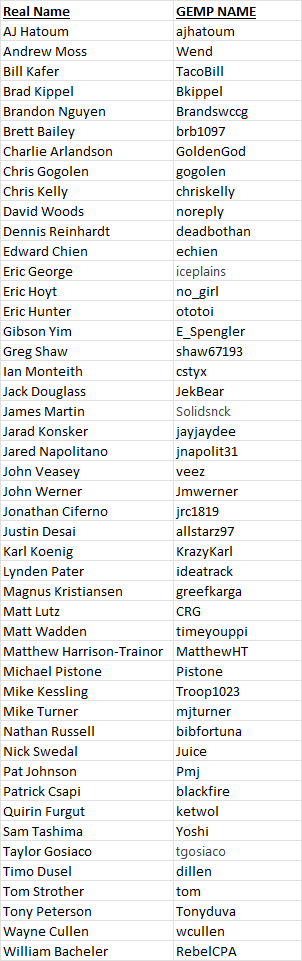 Real Name GEMP NAME
AJ Hatoum ajhatoum
Andrew Moss Wend
Bill Kafer TacoBill
Brad Kippel Bkippel
Brandon Nguyen Brandswccg
Brett Bailey brb1097
Charlie Arlandson GoldenGod
Chris Gogolen gogolen
Chris Kelly chriskelly
David Woods noreply
Dennis Reinhardt deadbothan
Edward Chien echien
Eric George iceplains
Eric Hoyt no_girl
Eric Hunter ototoi
Gibson Yim E_Spengler
Greg Shaw shaw67193
Ian Monteith cstyx
Jack Douglass JekBear
James Martin Solidsnck
Jarad Konsker jayjaydee
Jared Napolitano jnapolit31
John Veasey veez
John Werner Jmwerner
Jonathan Ciferno jrc1819
Justin Desai allstarz97
Karl Koenig KrazyKarl
Lynden Pater ideatrack
Magnus Kristiansen greefkarga
Matt Lutz CRG
Matt Wadden timeyouppi
Matthew Harrison-Trainor MatthewHT
Michael Pistone Pistone
Mike Kessling Troop1023
Mike Turner mjturner
Nathan Russell bibfortuna
Nick Swedal Juice
Pat Johnson Pmj
Patrick Csapi blackfire
Quirin Furgut ketwol
Sam Tashima Yoshi
Taylor Gosiaco tgosiaco
Timo Dusel dillen
Tom Strother tom
Tony Peterson Tonyduva
Wayne Cullen wcullen
William Bacheler RebelCPA